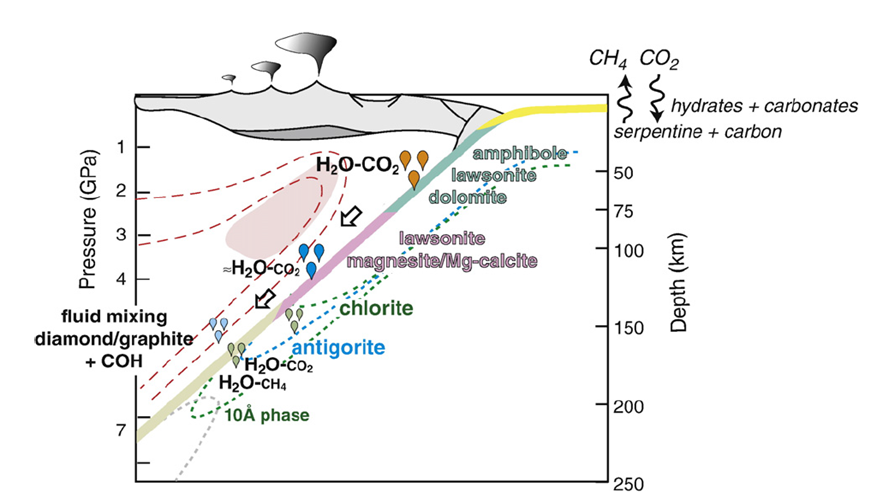 CH4 CO2
hydrates + carbonates
serpentine + carbon
Pressure (GPa)
1
2
3
4
7
Depth (km)
50
75
100
150
200
250
H2O-CO2
amphibole
lawsonite
dolomite
lawsonite
magnesite/Mg-calcite
≈H2O-CO2
chlorite
fluid mixing
diamond/graphite
+ COH
antigorite
H2O-CO2
H2O-CH4
10Å phase